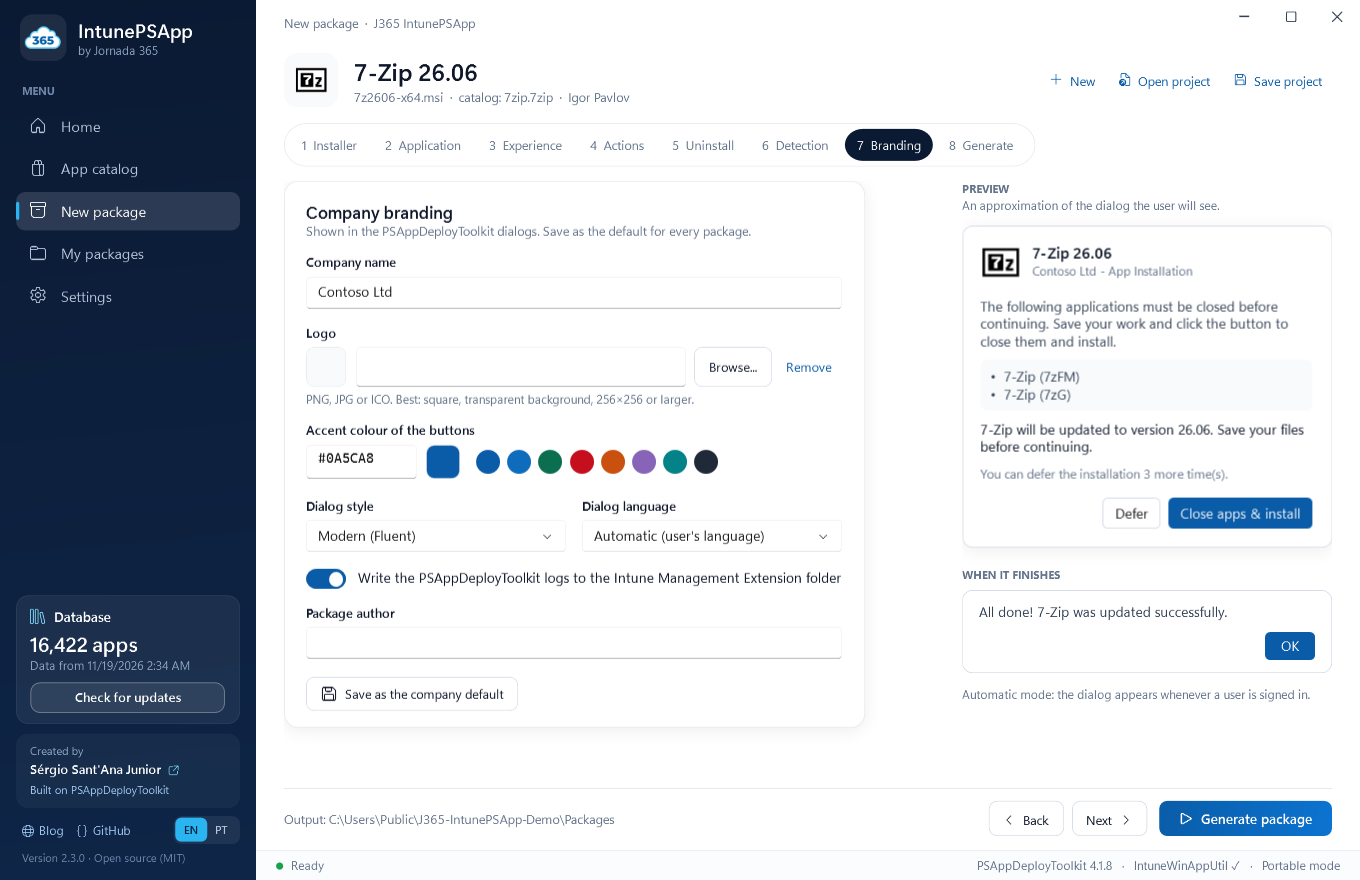 365
IntunePSApp
by Jornada 365
MENU
Home
App catalog
New package
My packages
Settings
Database
16,422 apps
Data from 11/19/2026 2:34 AM
Check for updates
Created by
Sérgio Sant'Ana Junior
Built on PSAppDeployToolkit
Blog
{ } GitHub
EN
PT
Version 2.3.0 · Open source (MIT)
New package · J365 IntunePSApp
7z
7-Zip 26.06
7z2606-x64.msi · catalog: 7zip.7zip · Igor Pavlov
New
Open project
Save project
1 Installer
2 Application
3 Experience
4 Actions
5 Uninstall
6 Detection
7 Branding
8 Generate
Company branding
Shown in the PSAppDeployToolkit dialogs. Save as the default for every package.
Company name
Contoso Ltd
Logo
Browse...
Remove
PNG, JPG or ICO. Best: square, transparent background, 256×256 or larger.
Accent colour of the buttons
#0A5CA8
Dialog style
Dialog language
Modern (Fluent)
Automatic (user's language)
Write the PSAppDeployToolkit logs to the Intune Management Extension folder
Package author
Save as the company default
PREVIEW
An approximation of the dialog the user will see.
7z
7-Zip 26.06
Contoso Ltd - App Installation
The following applications must be closed before
continuing. Save your work and click the button to
close them and install.
• 7-Zip (7zFM)
• 7-Zip (7zG)
7-Zip will be updated to version 26.06. Save your files
before continuing.
You can defer the installation 3 more time(s).
Defer
Close apps & install
WHEN IT FINISHES
All done! 7-Zip was updated successfully.
OK
Automatic mode: the dialog appears whenever a user is signed in.
Output: C:\Users\Public\J365-IntunePSApp-Demo\Packages
Back
Next
Generate package
Ready
PSAppDeployToolkit 4.1.8 · IntuneWinAppUtil ✓ · Portable mode